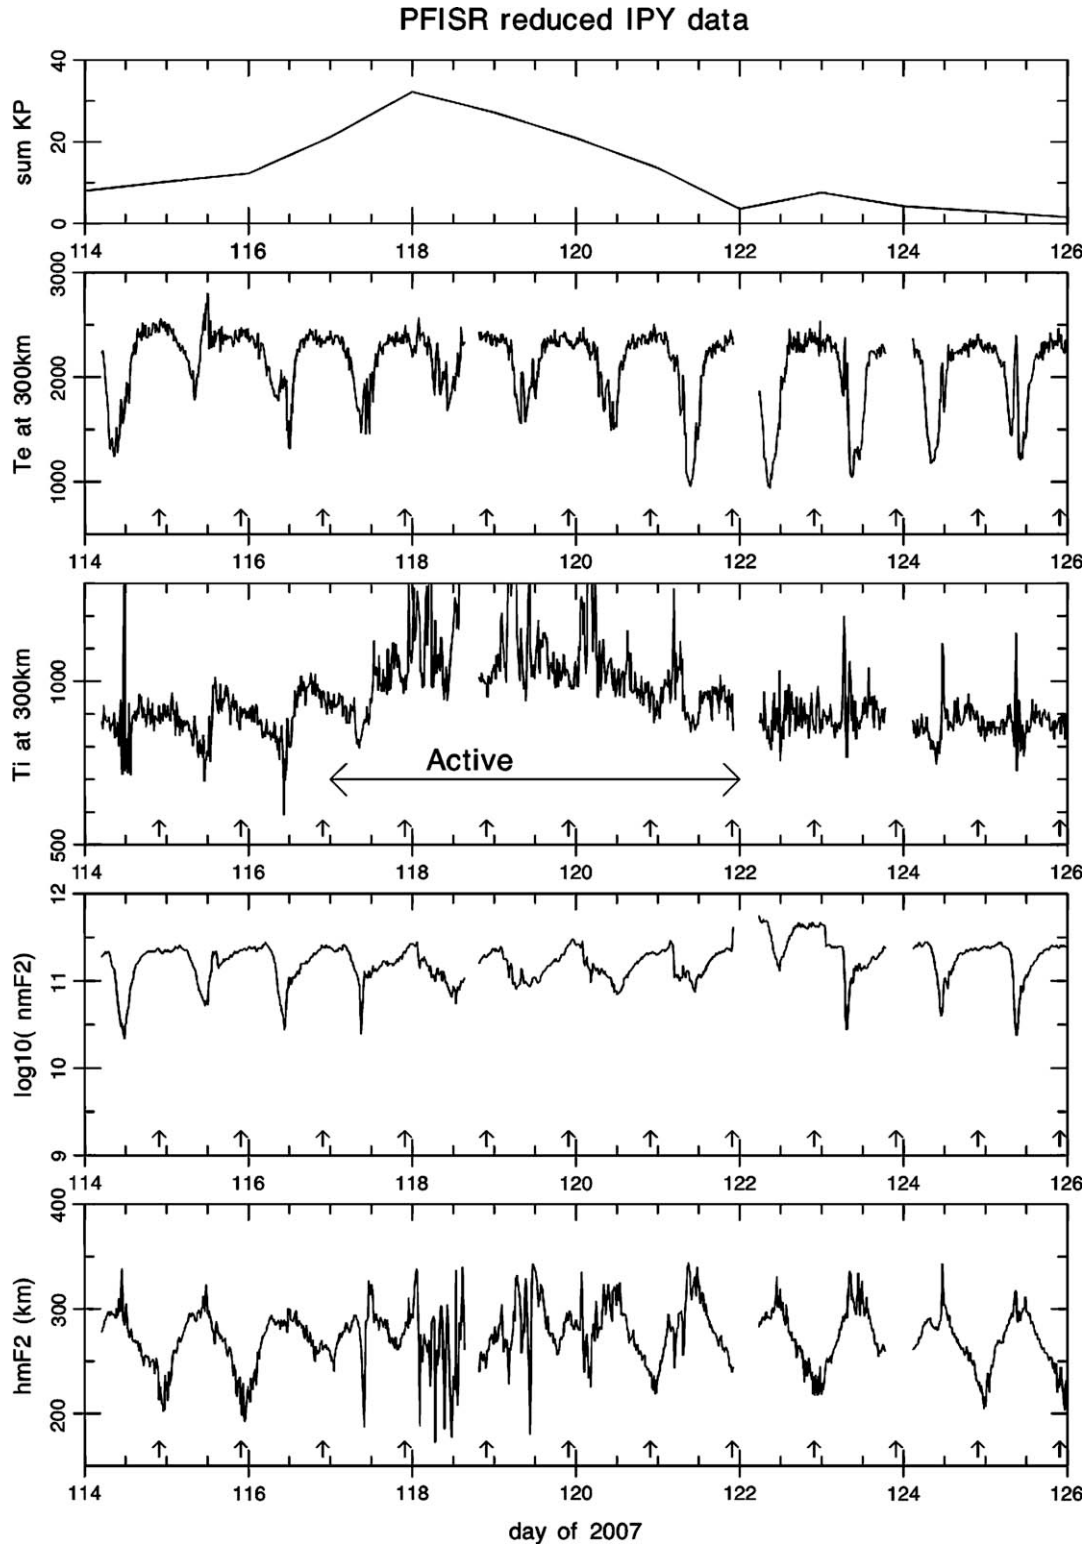 PFISR reduced IPY data
40
20
0
sum KP
114 116 118 120 122 124 126
3000
2000
1000
Te at 300km
114 116 118 120 122 124 126
1000
500
Ti at 300km
Active
114 116 118 120 122 124 126
12
11
10
9
log10( nmF2)
114 116 118 120 122 124 126
400
300
200
hmF2 (km)
114 116 118 120 122 124 126
day of 2007